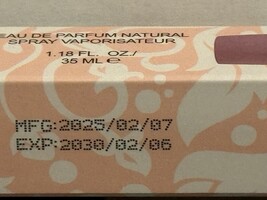 EAU DE PARFUM NATURAL
SPRAY VAPORISATEUR
1.18 FL. OZ./
35 ML ℮
MFG:2025/02/07
EXP:2030/02/06